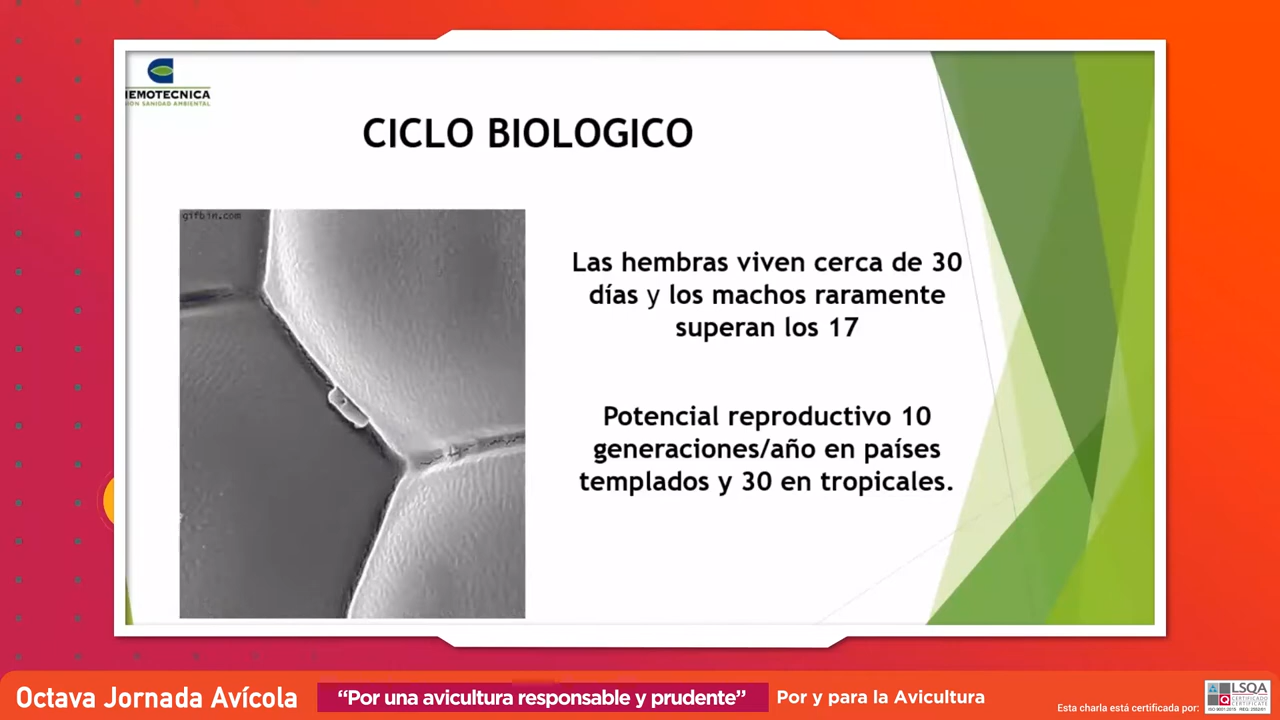 HEMOTECNICA
ION SANIDAD AMBIENTAL
CICLO BIOLOGICO
gifbin.com
Las hembras viven cerca de 30
días y los machos raramente
superan los 17
Potencial reproductivo 10
generaciones/año en países
templados y 30 en tropicales.
Octava Jornada Avícola
“Por una avicultura responsable y prudente”
Por y para la Avicultura
Esta charla está certificada por:
LSQA